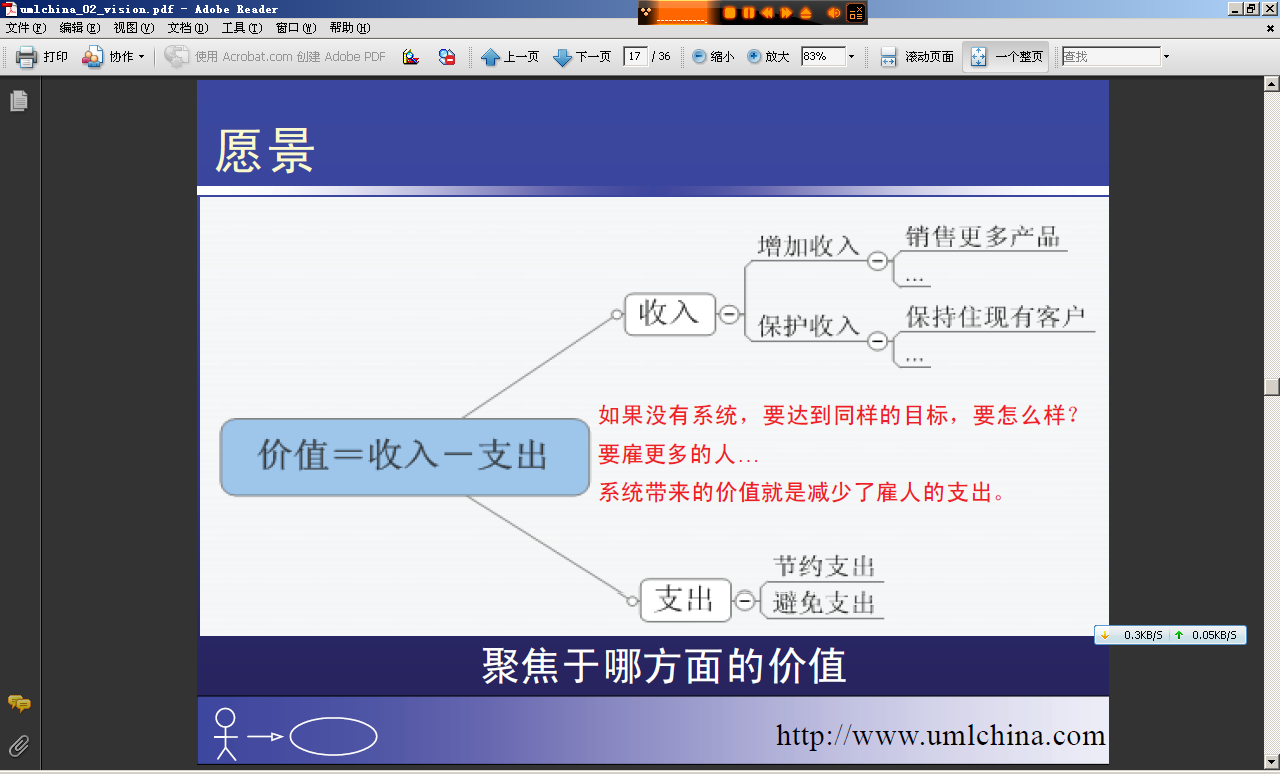 umlchina_02_vision.pdf - Adobe Reader
文件(F) 编辑(E) 视图(V) 文档(D) 工具(T) 窗口(W) 帮助(H)
打印 协作 使用 Acrobat.com 创建 Adobe PDF 上一页 下一页 17 / 36 缩小 放大 83% 滚动页面 一个整页 查找
愿景
销售更多产品
增加收入
...
收入
保持住现有客户
保护收入
...
如果没有系统，要达到同样的目标，要怎么样？
价值＝收入－支出
要雇更多的人...
系统带来的价值就是减少了雇人的支出。
节约支出
支出
避免支出
0.3KB/S 0.05KB/S
聚焦于哪方面的价值
http://www.umlchina.com